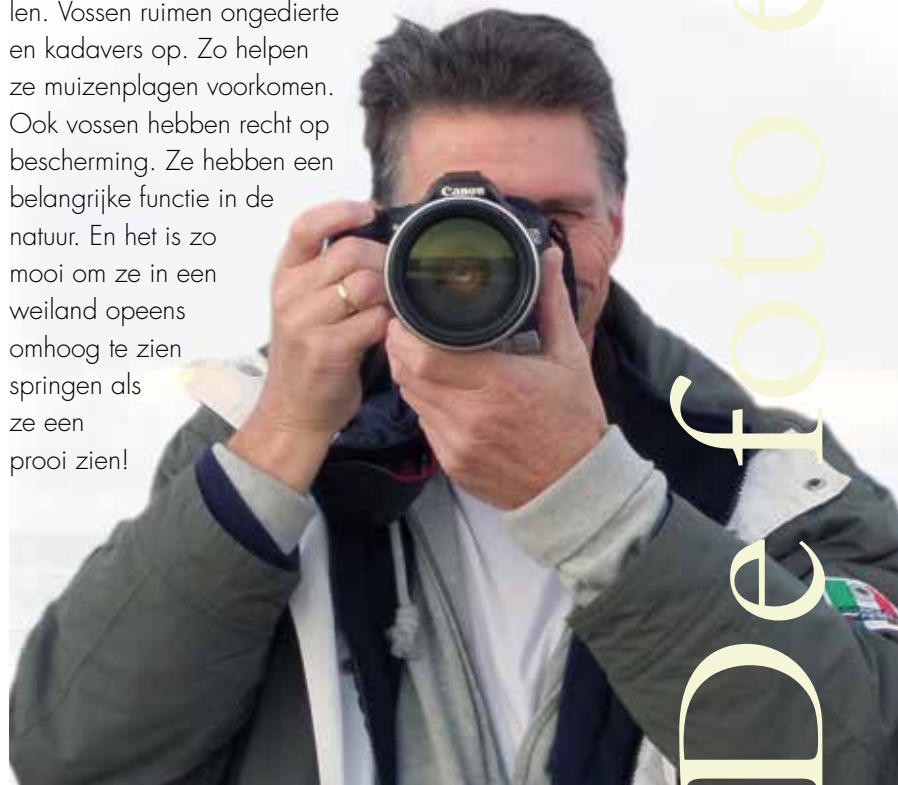 len. Vossen ruimen ongedierte
en kadavers op. Zo helpen
ze muizenplagen voorkomen.
Ook vossen hebben recht op
bescherming. Ze hebben een
belangrijke functie in de
natuur. En het is zo
mooi om ze in een
weiland opeens
omhoog te zien
springen als
ze een
prooi zien!
Canon
De foto e